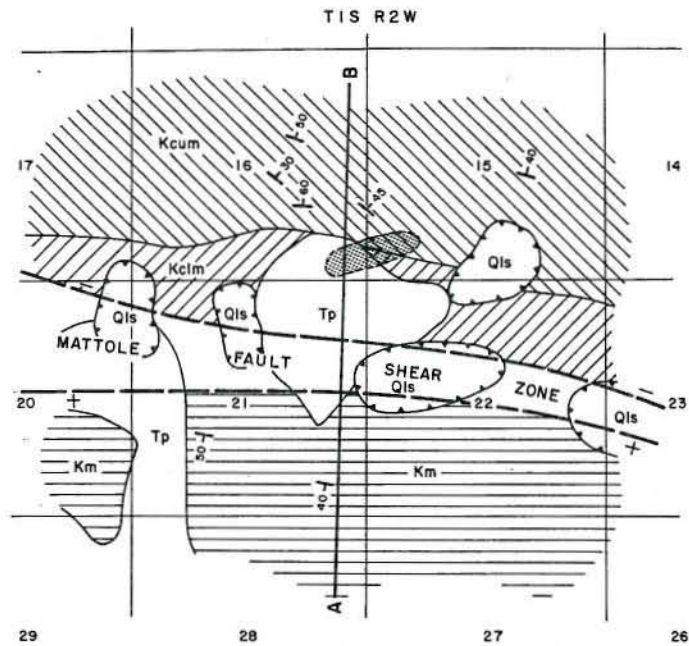 T1S R2W
B
50
Kcum
17
16
30
15
40
14
60
45
Kclm
Qls
Qls
Qls
Tp
MATTOLE
FAULT
SHEAR
Qls
ZONE
20
+
21
22
Qls
23
Tp
50
Km
Km
+
40
A
29
28
27
26